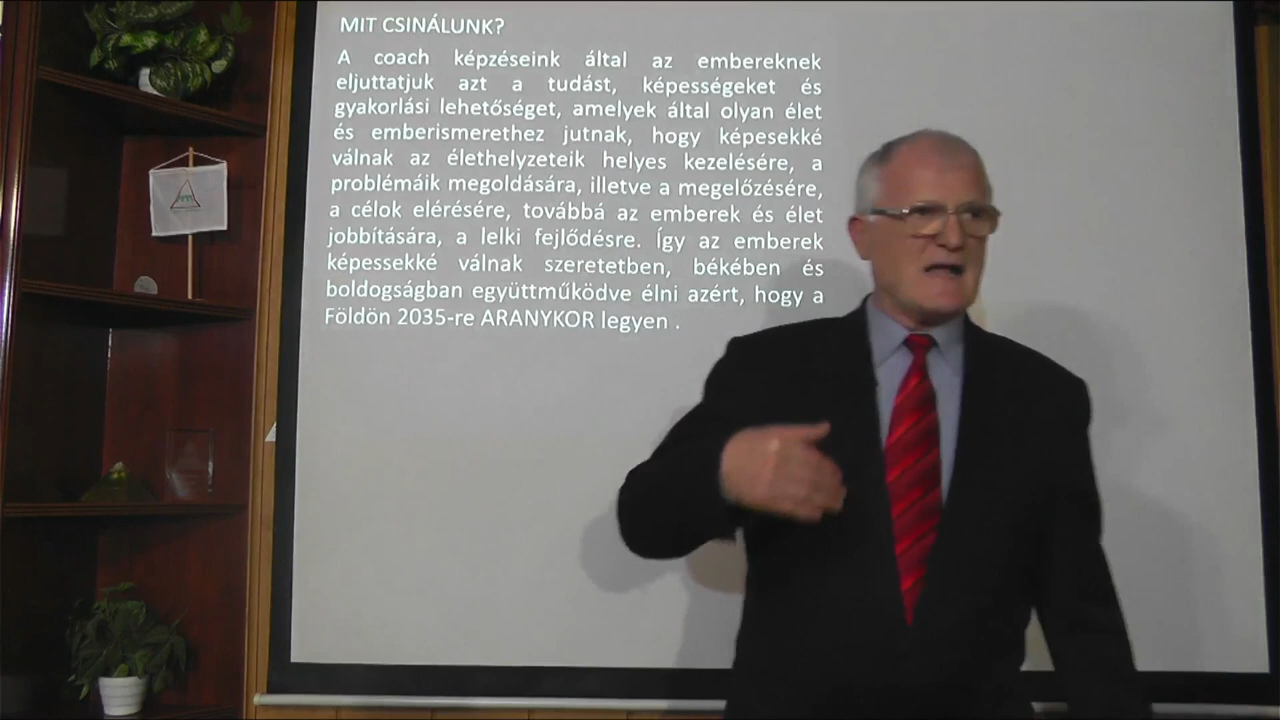 MIT CSINÁLUNK?
A coach képzéseink által az embereknek
eljuttatjuk azt a tudást, képességeket és
gyakorlási lehetőséget, amelyek által olyan élet
és emberismerethez jutnak, hogy képesekké
válnak az élethelyzeteik helyes kezelésére, a
problémáik megoldására, illetve a megelőzésére,
a célok elérésére, továbbá az emberek és élet
jobbítására, a lelki fejlődésre. Így az emberek
képessekké válnak szeretetben, békében és
boldogságban együttműködve élni azért, hogy a
Földön 2035-re ARANYKOR legyen .